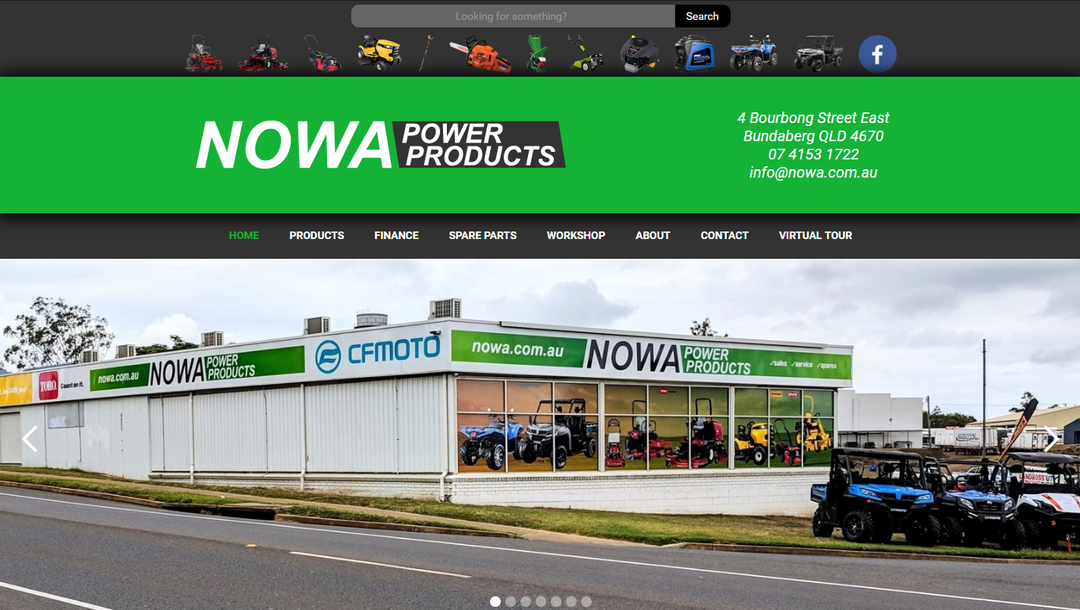 Looking for something?
Search
NOWA POWER PRODUCTS
4 Bourbong Street East
Bundaberg QLD 4670
07 4153 1722
info@nowa.com.au
HOME PRODUCTS FINANCE SPARE PARTS WORKSHOP ABOUT CONTACT VIRTUAL TOUR
TORO Count on it.
nowa.com.au NOWA POWER PRODUCTS
CFMOTO
nowa.com.au NOWA POWER PRODUCTS ✓sales ✓service ✓spares